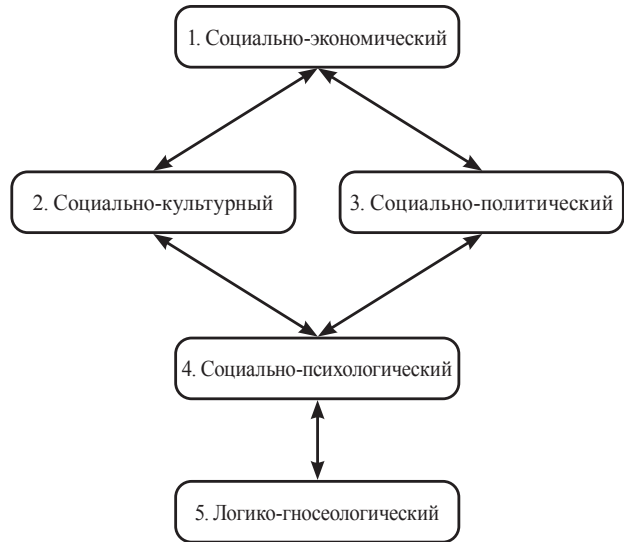 1. Социально-экономический
2. Социально-культурный
3. Социально-политический
4. Социально-психологический
5. Логико-гносеологический